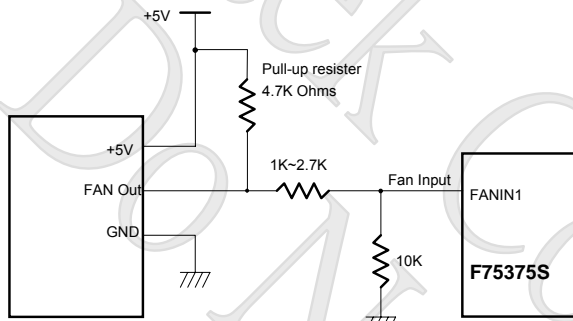 +5V
Pull-up resister
4.7K Ohms
+5V
1K~2.7K
FAN Out
Fan Input
FANIN1
GND
10K
F75375S